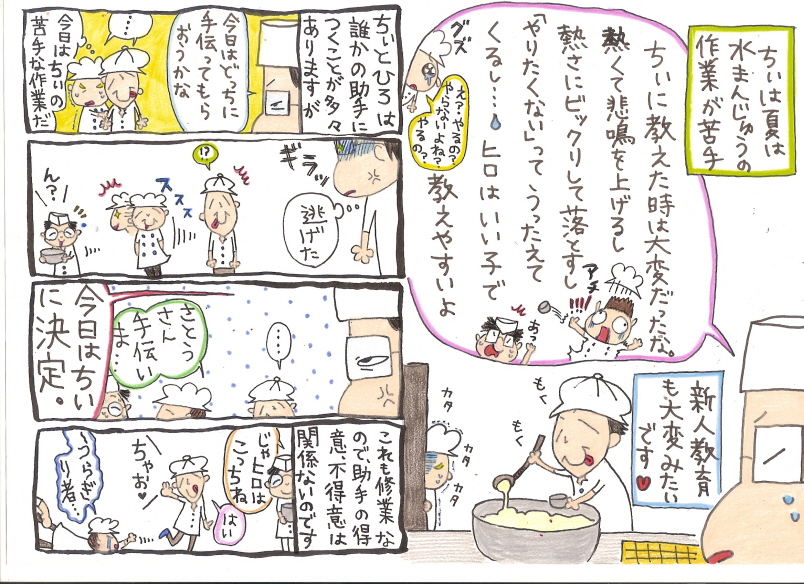 ちぃは夏は
水まんじゅうの
作業が苦手
ちぃに教えた時は大変だったな。
熱くて悲鳴を上げるし
熱さにビックリして落とすし
「やりたくない」って うったえて
くるし…
ヒロはいい子で
教えやすいよ
グズ
え?やるの?
やらないよね?
やるの?
アチ
!!!!
あっ
新人教育
も大変みたい
です♥
もく
もく
カタ
カタ
カタ
カタ
ちぃとひろは
誰かの助手に
つくことが多々
ありますが
今日はどっちに
手伝ってもら
おうかな
…
今日はちぃの
苦手な作業だ
ギラッ
逃げた
!?
ススス
ん?
…
さとう
さん
手伝い
ま…
今日はちぃ
に決定。
これも修業な
ので助手の得
意、不得意は
関係ないのです
じゃヒロは
こっちね
はい
ちゃお♥
うらぎ
り者…